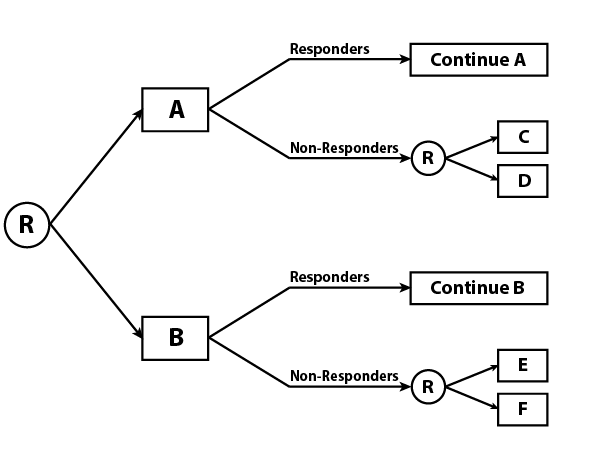 R
A
Responders
Continue A
Non-Responders
R
C
D
B
Responders
Continue B
Non-Responders
R
E
F